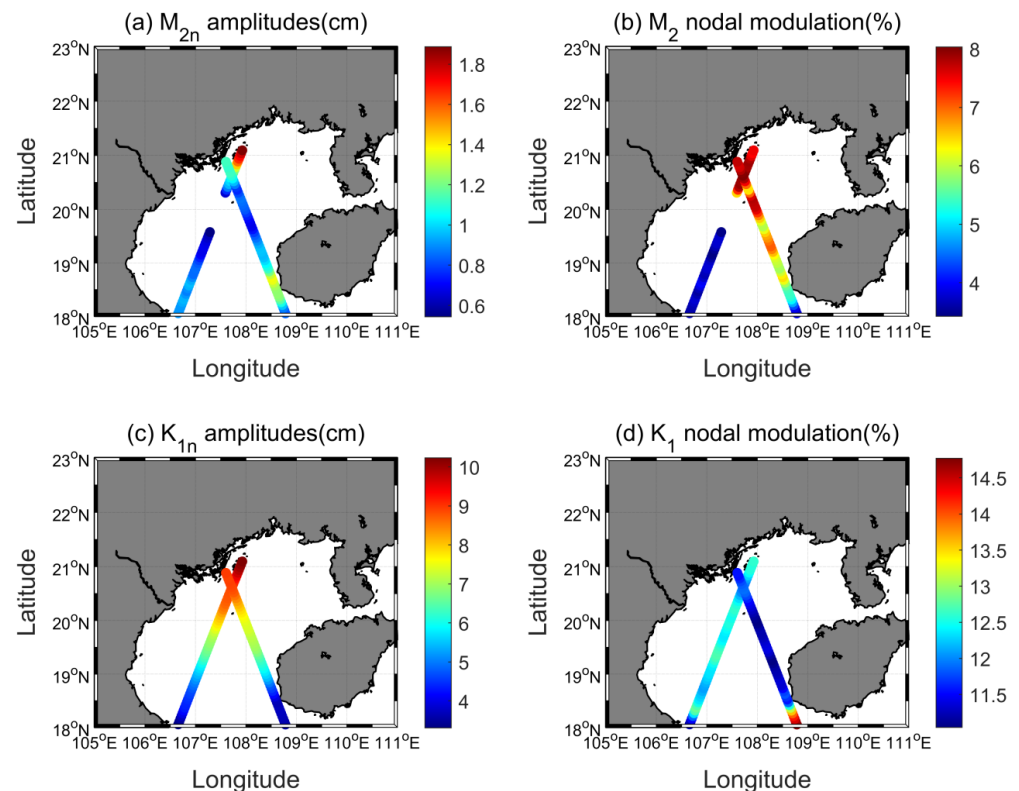 (a) M2n amplitudes(cm)
23°N
22°N
21°N
20°N
19°N
18°N
105°E 106°E 107°E 108°E 109°E 110°E 111°E
Latitude
Longitude
1.8
1.6
1.4
1.2
1
0.8
0.6
(b) M2 nodal modulation(%)
23°N
22°N
21°N
20°N
19°N
18°N
105°E 106°E 107°E 108°E 109°E 110°E 111°E
Latitude
Longitude
8
7
6
5
4
(c) K1n amplitudes(cm)
23°N
22°N
21°N
20°N
19°N
18°N
105°E 106°E 107°E 108°E 109°E 110°E 111°E
Latitude
Longitude
10
9
8
7
6
5
4
(d) K1 nodal modulation(%)
23°N
22°N
21°N
20°N
19°N
18°N
105°E 106°E 107°E 108°E 109°E 110°E 111°E
Latitude
Longitude
14.5
14
13.5
13
12.5
12
11.5